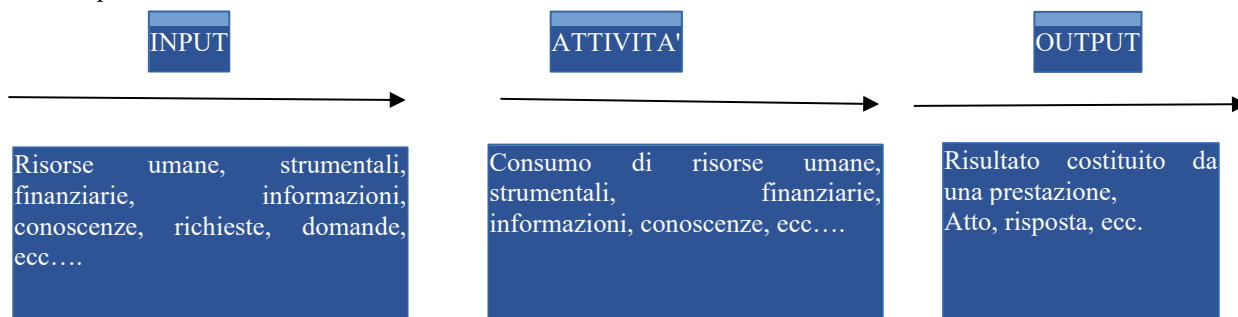 INPUT
ATTIVITA'
OUTPUT
Risorse umane, strumentali,
finanziarie, informazioni,
conoscenze, richieste, domande,
ecc….
Consumo di risorse umane,
strumentali, finanziarie,
informazioni, conoscenze, ecc….
Risultato costituito da
una prestazione,
Atto, risposta, ecc.